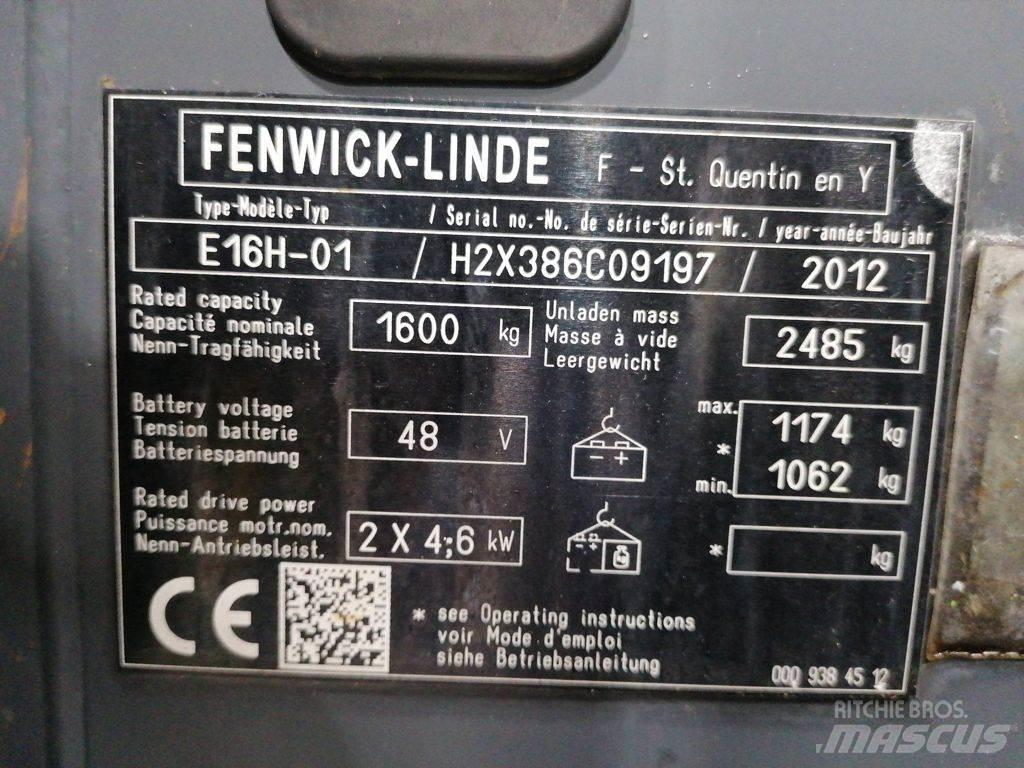 FENWICK-LINDE F - St. Quentin en Y
Type-Modèle-Typ / Serial no.-No. de série-Serien-Nr. / year-année-Baujahr
E16H-01 / H2X386C09197 / 2012
Rated capacity
Capacité nominale
Nenn-Tragfähigkeit
1600 kg
Unladen mass
Masse à vide
Leergewicht
2485 kg
Battery voltage
Tension batterie
Batteriespannung
48 V
- +
max. 1174 kg
*
min. 1062 kg
Rated drive power
Puissance motr.nom.
Nenn-Antriebsleist.
2 X 4;6 kW
* kg
CE
* see Operating instructions
voir Mode d'emploi
siehe Betriebsanleitung
000 938 45 12
RITCHIE BROS.
MASCUS